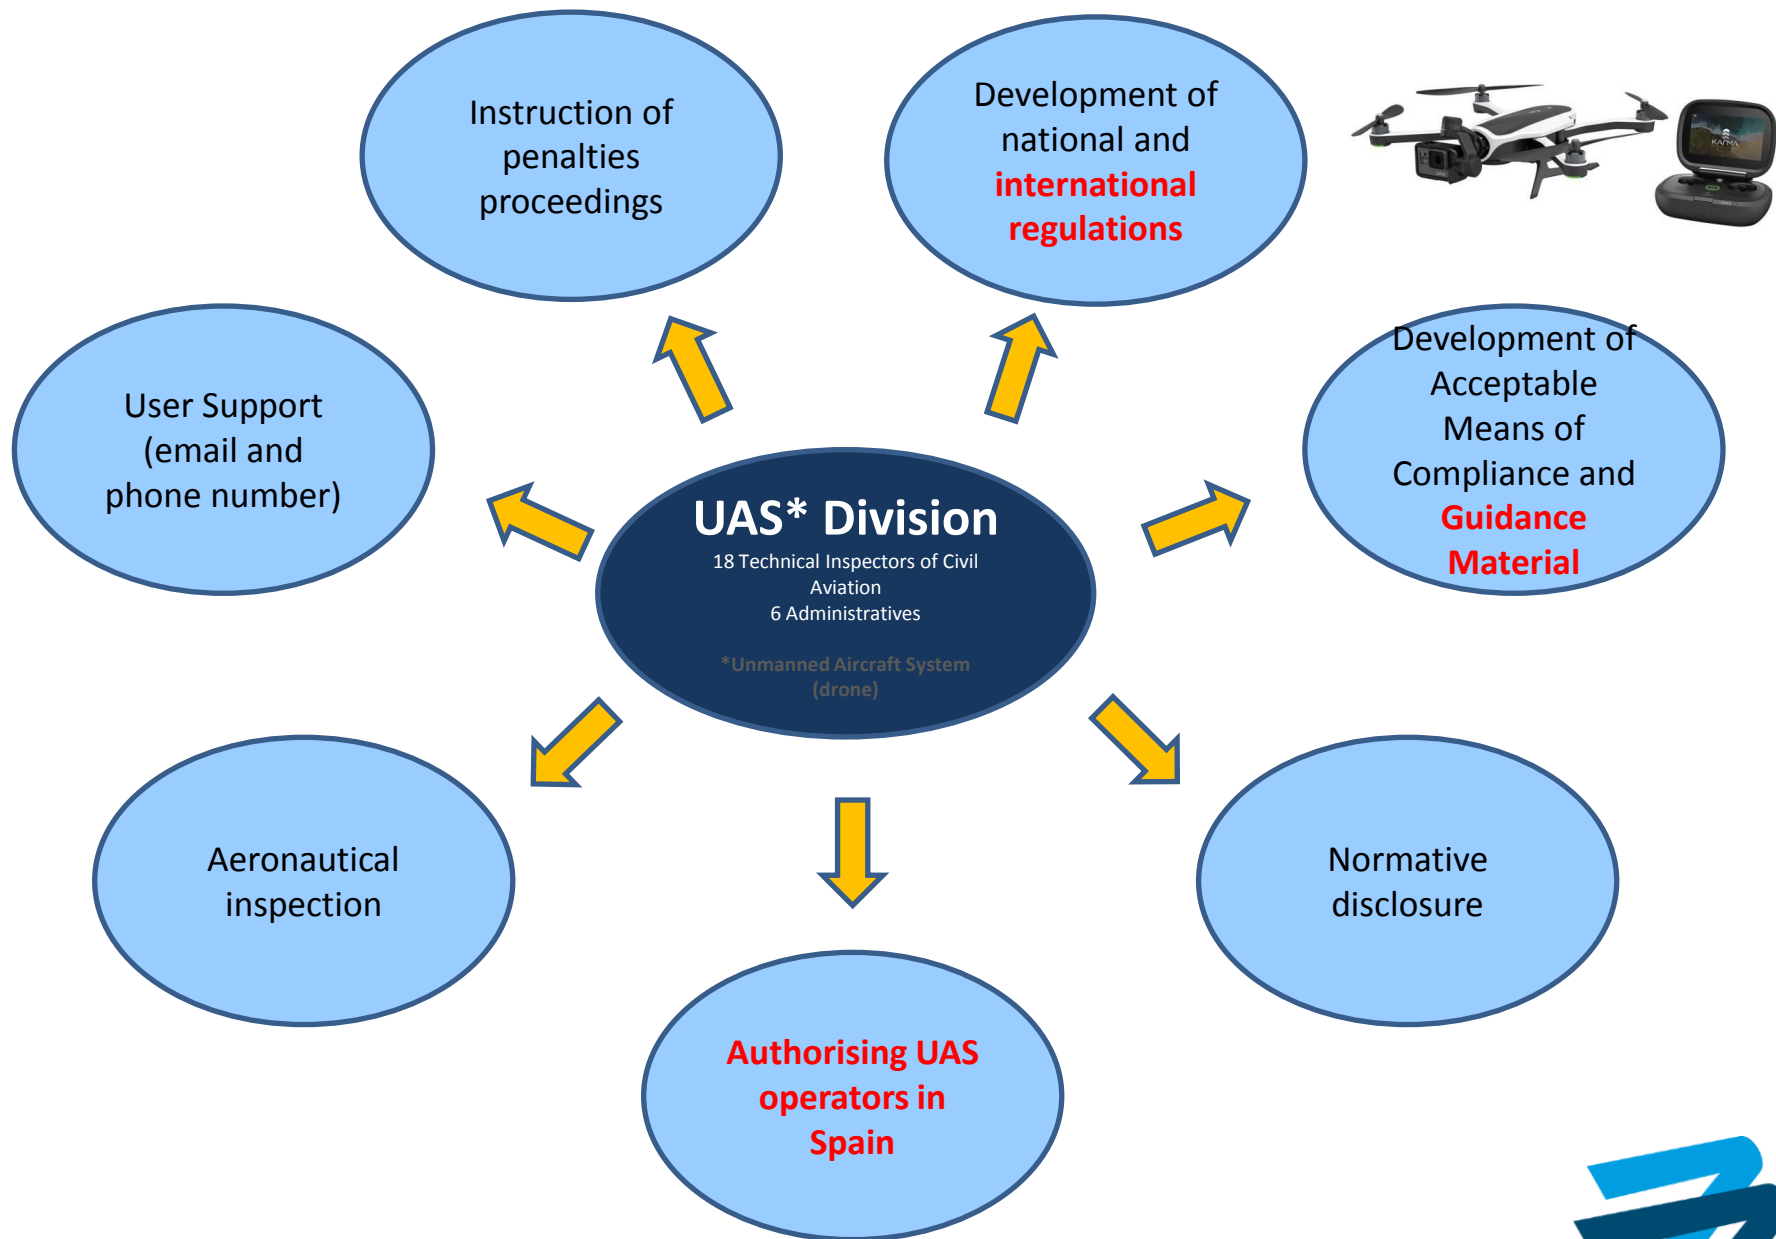 Instruction of
penalties
proceedings
Development of
national and
international
regulations
KARMA
User Support
(email and
phone number)
Development of
Acceptable
Means of
Compliance and
Guidance
Material
UAS* Division
18 Technical Inspectors of Civil
Aviation
6 Administratives
*Unmanned Aircraft System
(drone)
Aeronautical
inspection
Normative
disclosure
Authorising UAS
operators in
Spain